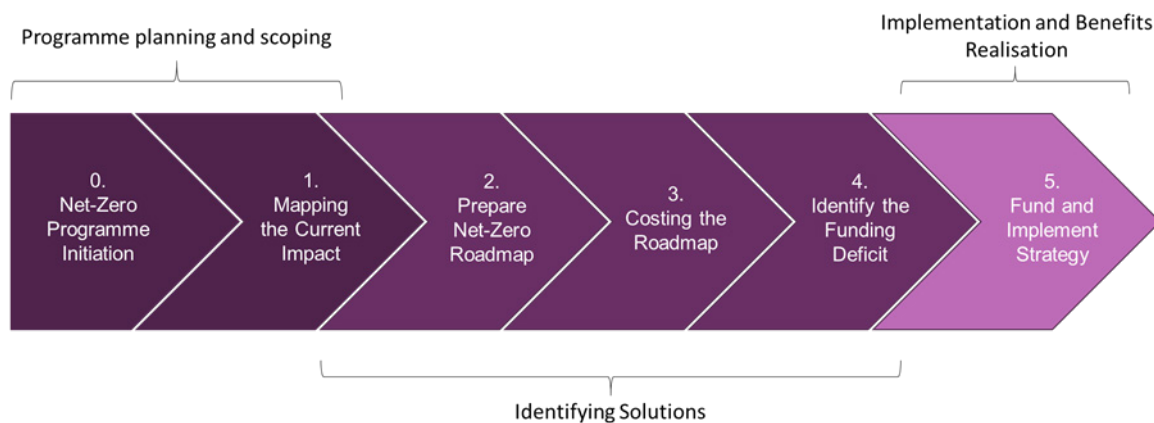 Programme planning and scoping
Implementation and Benefits
Realisation
0.
Net-Zero
Programme
Initiation
1.
Mapping
the Current
Impact
2.
Prepare
Net-Zero
Roadmap
3.
Costing the
Roadmap
4.
Identify the
Funding
Deficit
5.
Fund and
Implement
Strategy
Identifying Solutions